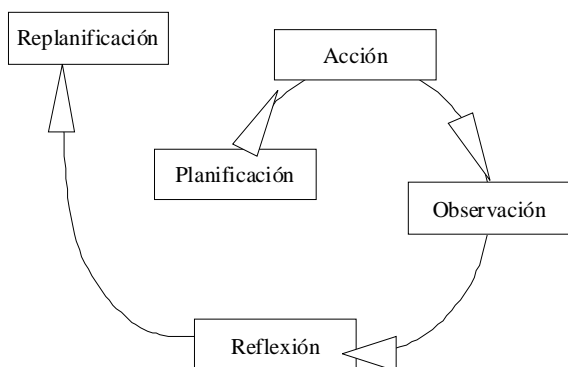 Replanificación
Acción
Planificación
Observación
Reflexión